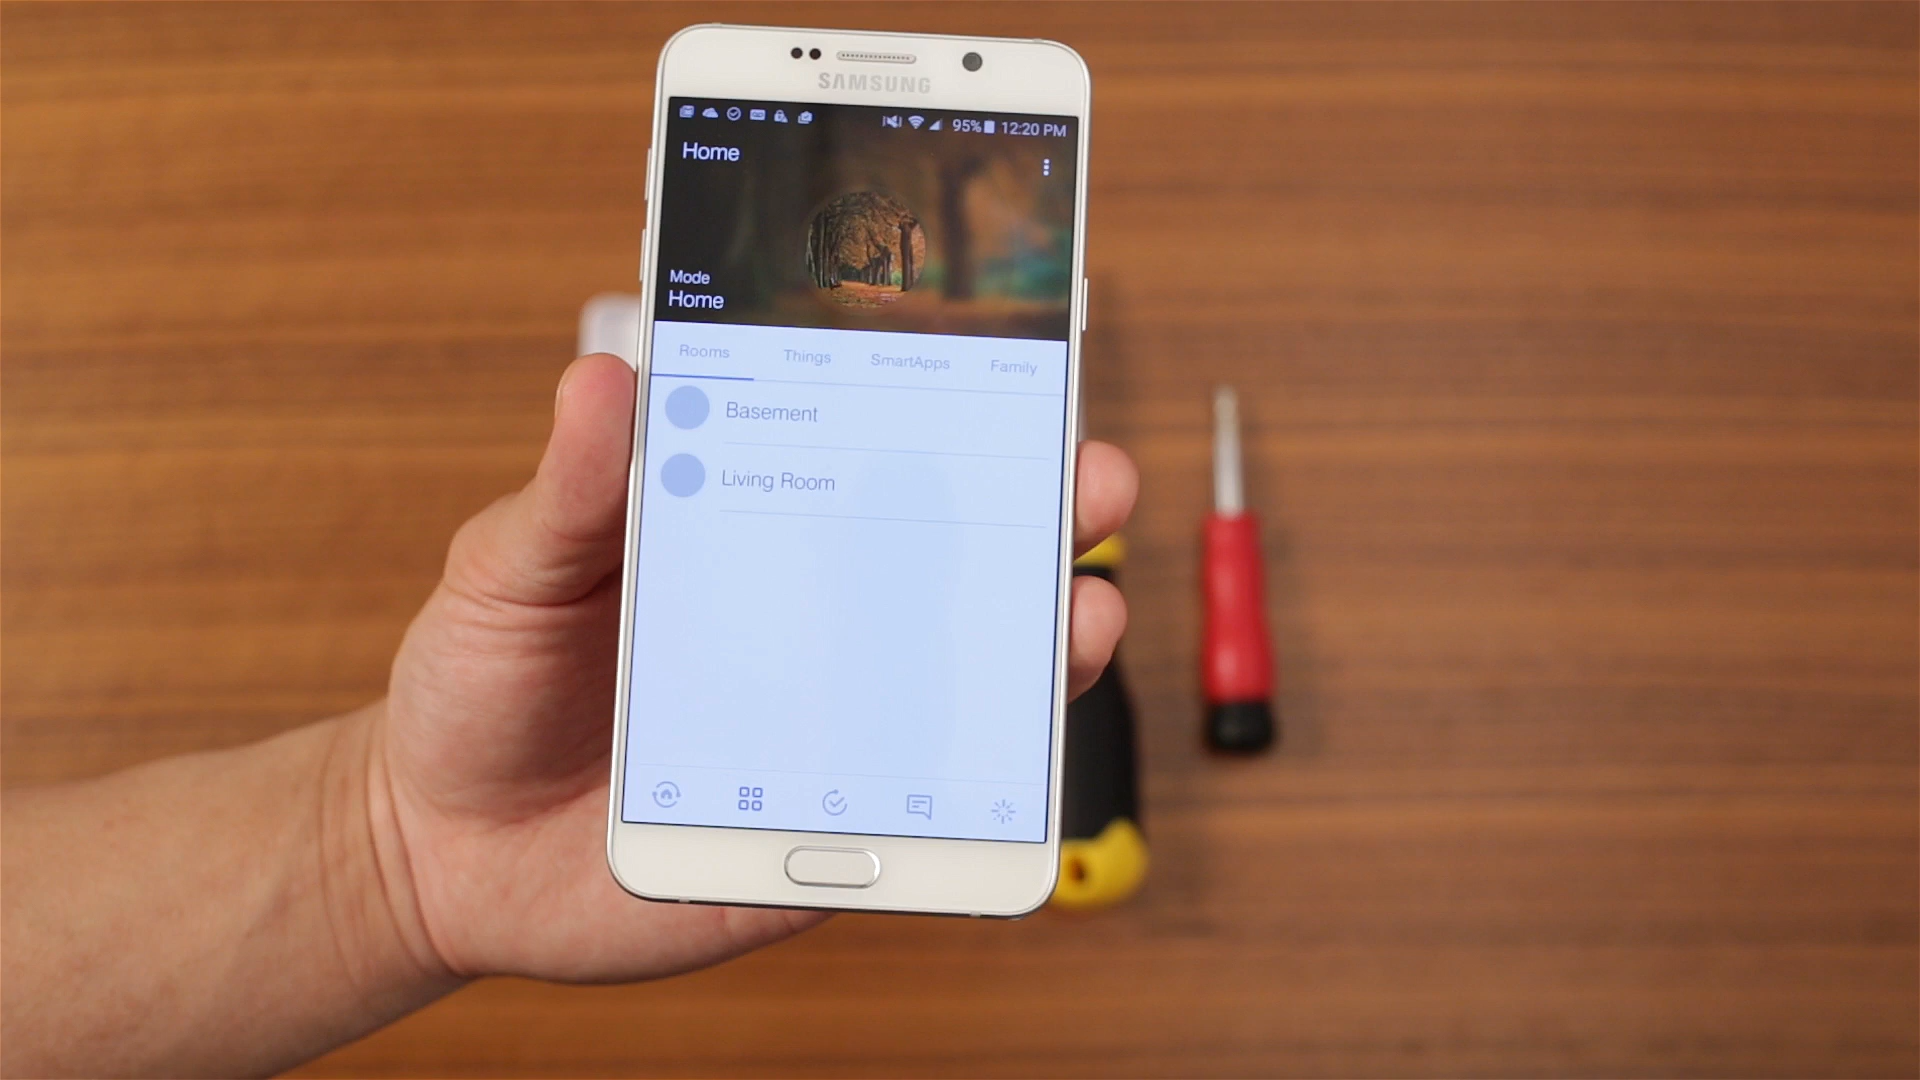 SAMSUNG
95% 12:20 PM
Home
Mode
Home
Rooms Things SmartApps Family
Basement
Living Room